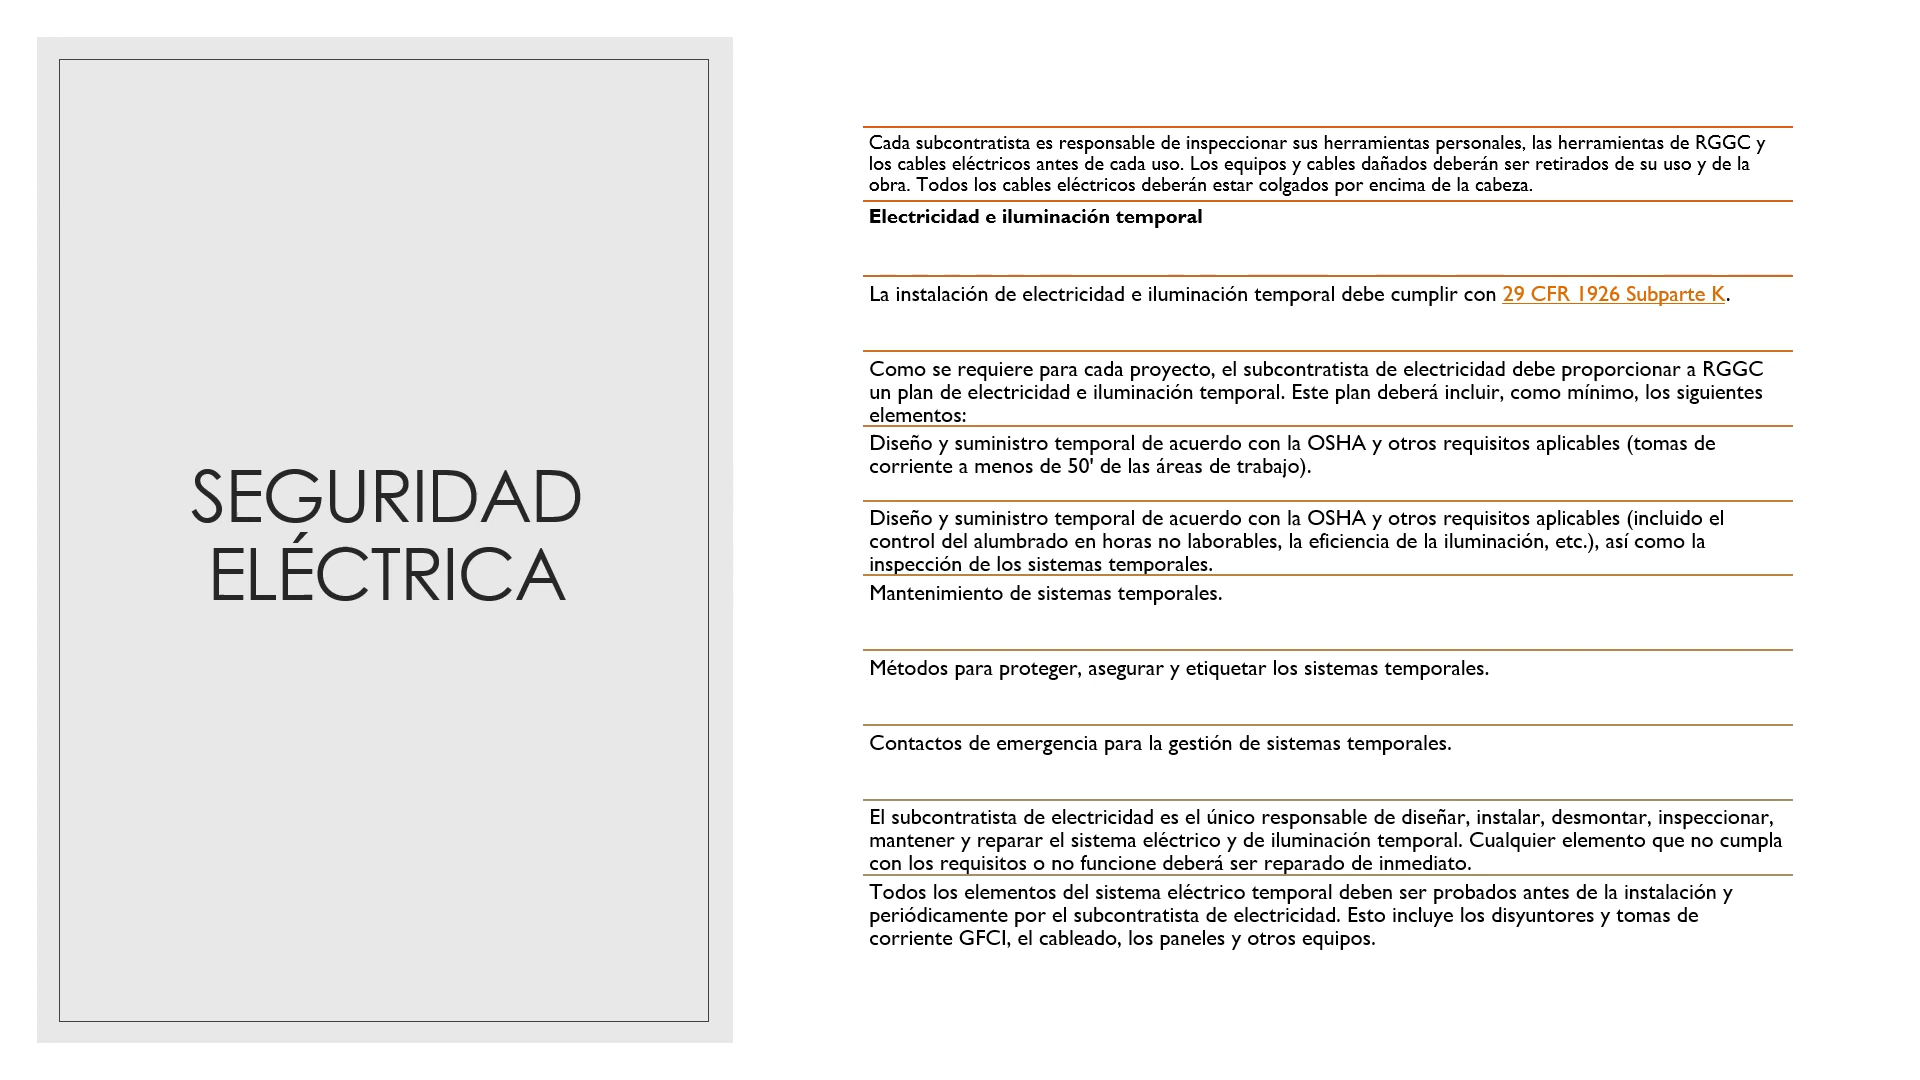 SEGURIDAD
ELÉCTRICA
Cada subcontratista es responsable de inspeccionar sus herramientas personales, las herramientas de RGGC y
los cables eléctricos antes de cada uso. Los equipos y cables dañados deberán ser retirados de su uso y de la
obra. Todos los cables eléctricos deberán estar colgados por encima de la cabeza.
Electricidad e iluminación temporal
La instalación de electricidad e iluminación temporal debe cumplir con 29 CFR 1926 Subparte K.
Como se requiere para cada proyecto, el subcontratista de electricidad debe proporcionar a RGGC
un plan de electricidad e iluminación temporal. Este plan deberá incluir, como mínimo, los siguientes
elementos:
Diseño y suministro temporal de acuerdo con la OSHA y otros requisitos aplicables (tomas de
corriente a menos de 50' de las áreas de trabajo).
Diseño y suministro temporal de acuerdo con la OSHA y otros requisitos aplicables (incluido el
control del alumbrado en horas no laborables, la eficiencia de la iluminación, etc.), así como la
inspección de los sistemas temporales.
Mantenimiento de sistemas temporales.
Métodos para proteger, asegurar y etiquetar los sistemas temporales.
Contactos de emergencia para la gestión de sistemas temporales.
El subcontratista de electricidad es el único responsable de diseñar, instalar, desmontar, inspeccionar,
mantener y reparar el sistema eléctrico y de iluminación temporal. Cualquier elemento que no cumpla
con los requisitos o no funcione deberá ser reparado de inmediato.
Todos los elementos del sistema eléctrico temporal deben ser probados antes de la instalación y
periódicamente por el subcontratista de electricidad. Esto incluye los disyuntores y tomas de
corriente GFCI, el cableado, los paneles y otros equipos.